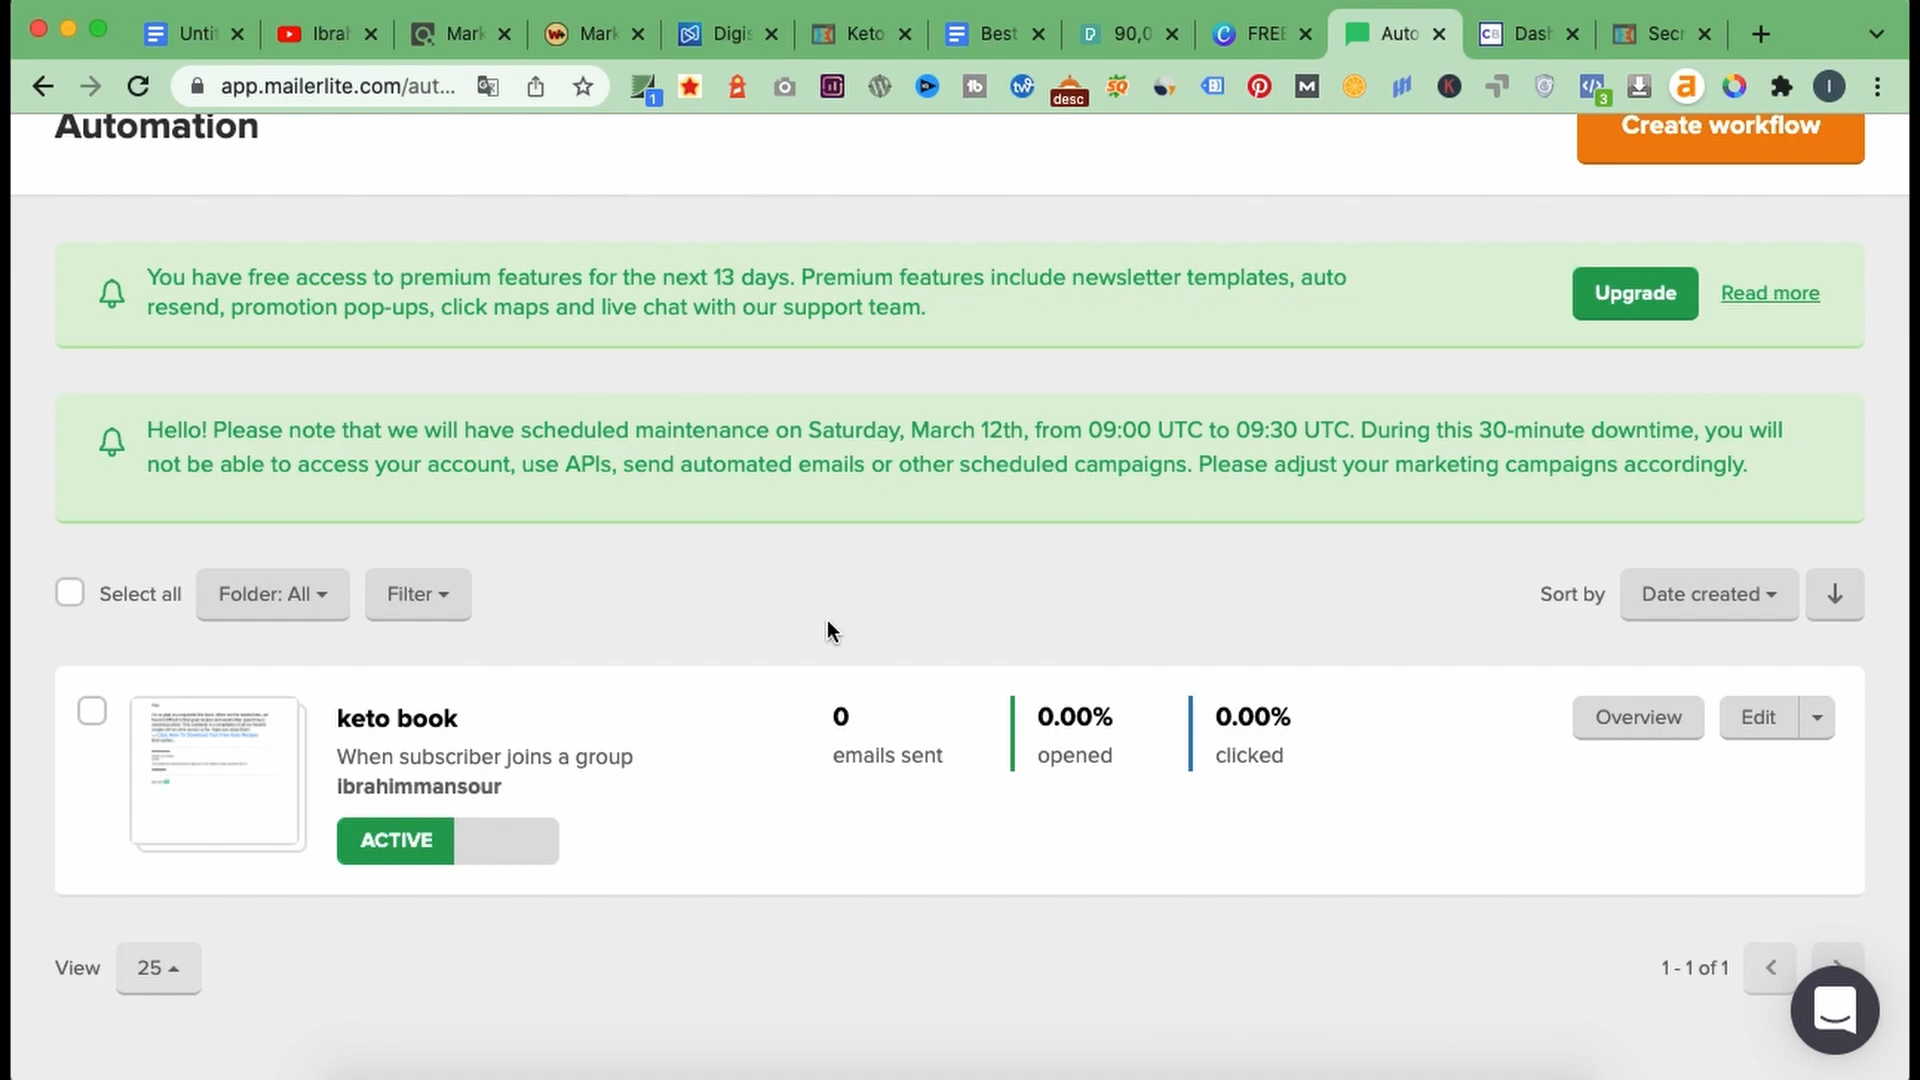 Untit
Ibrah
Mark
Mark
Digis
Keto
Best
90,0
FREE
Auto
Dash
Secr
app.mailerlite.com/aut...
1
desc
3
I
Automation
Create workflow
You have free access to premium features for the next 13 days. Premium features include newsletter templates, auto
resend, promotion pop-ups, click maps and live chat with our support team.
Upgrade
Read more
Hello! Please note that we will have scheduled maintenance on Saturday, March 12th, from 09:00 UTC to 09:30 UTC. During this 30-minute downtime, you will
not be able to access your account, use APIs, send automated emails or other scheduled campaigns. Please adjust your marketing campaigns accordingly.
Select all
Folder: All
Filter
Sort by
Date created
keto book
When subscriber joins a group
ibrahimmansour
ACTIVE
0
emails sent
0.00%
opened
0.00%
clicked
Overview
Edit
View
25
1 - 1 of 1